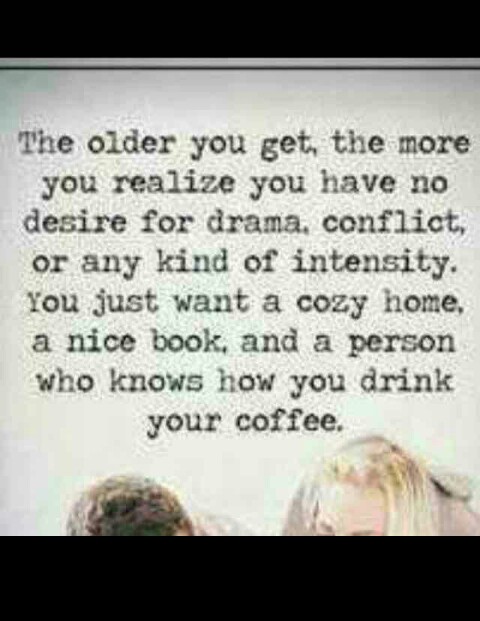 The older you get, the more
you realize you have no
desire for drama, conflict,
or any kind of intensity.
You just want a cozy home,
a nice book, and a person
who knows how you drink
your coffee.